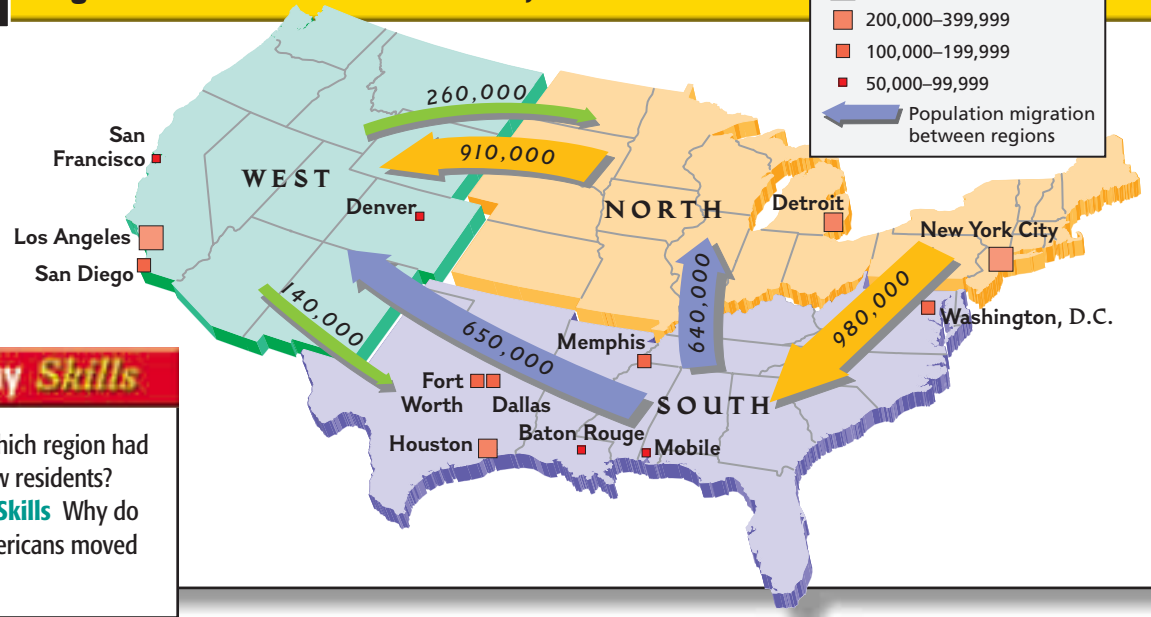 200,000–399,999
100,000–199,999
50,000–99,999
Population migration
between regions
260,000
910,000
San
Francisco
WEST
Denver
NORTH
Detroit
Los Angeles
New York City
San Diego
140,000
650,000
640,000
980,000
Washington, D.C.
Memphis
Fort
Worth
Dallas
SOUTH
Houston
Baton Rouge
Mobile
Skills
which region had
residents?
Skills Why do
moved